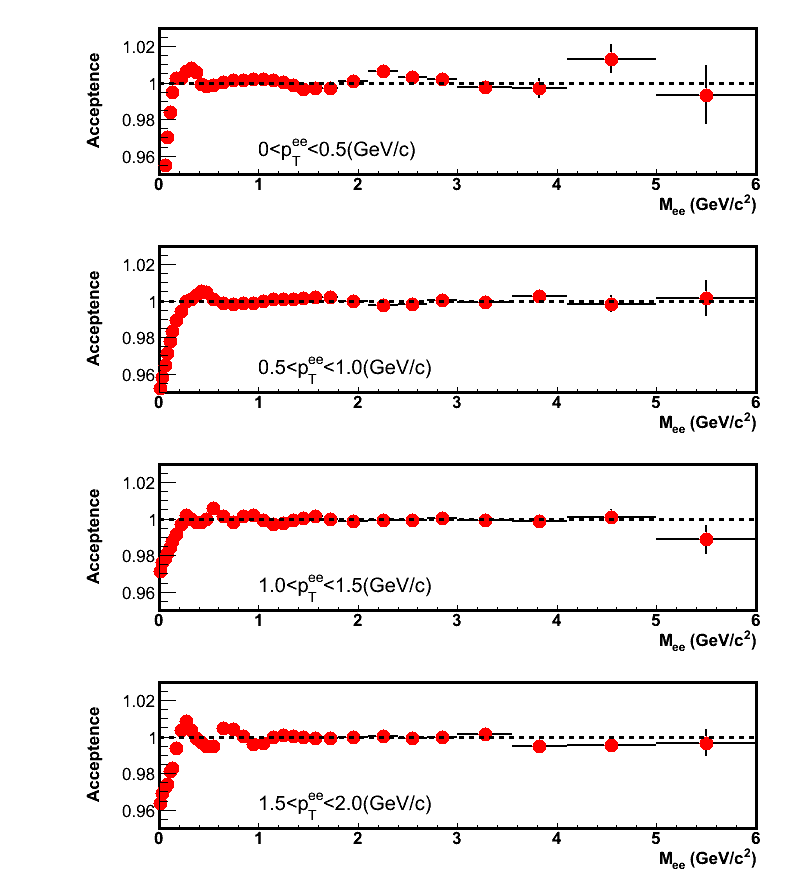 Acceptence
1.02
1
0.98
0.96
0<p_T^ee<0.5(GeV/c)
0 1 2 3 4 5 6
M_ee (GeV/c^2)
Acceptence
1.02
1
0.98
0.96
0.5<p_T^ee<1.0(GeV/c)
0 1 2 3 4 5 6
M_ee (GeV/c^2)
Acceptence
1.02
1
0.98
0.96
1.0<p_T^ee<1.5(GeV/c)
0 1 2 3 4 5 6
M_ee (GeV/c^2)
Acceptence
1.02
1
0.98
0.96
1.5<p_T^ee<2.0(GeV/c)
0 1 2 3 4 5 6
M_ee (GeV/c^2)